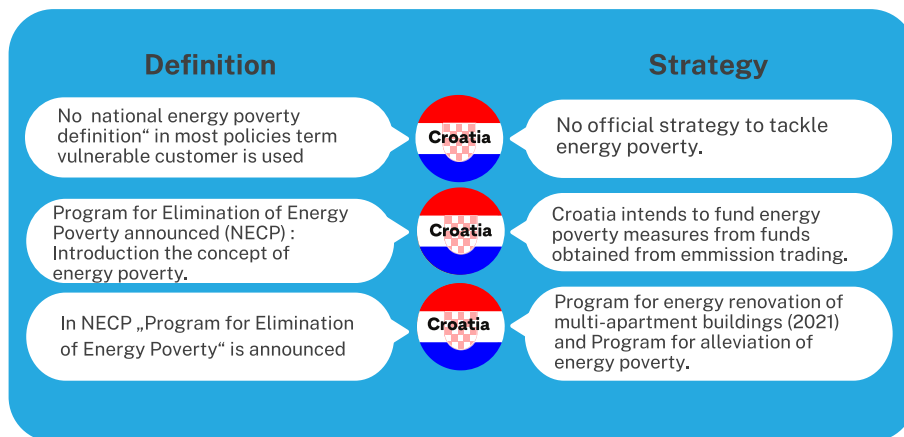 Definition
Strategy
No national energy poverty
definition“ in most policies term
vulnerable customer is used
Croatia
No official strategy to tackle
energy poverty.
Program for Elimination of Energy
Poverty announced (NECP) :
Introduction the concept of
energy poverty.
Croatia
Croatia intends to fund energy
poverty measures from funds
obtained from emmission trading.
In NECP „Program for Elimination
of Energy Poverty“ is announced
Croatia
Program for energy renovation of
multi-apartment buildings (2021)
and Program for alleviation of
energy poverty.